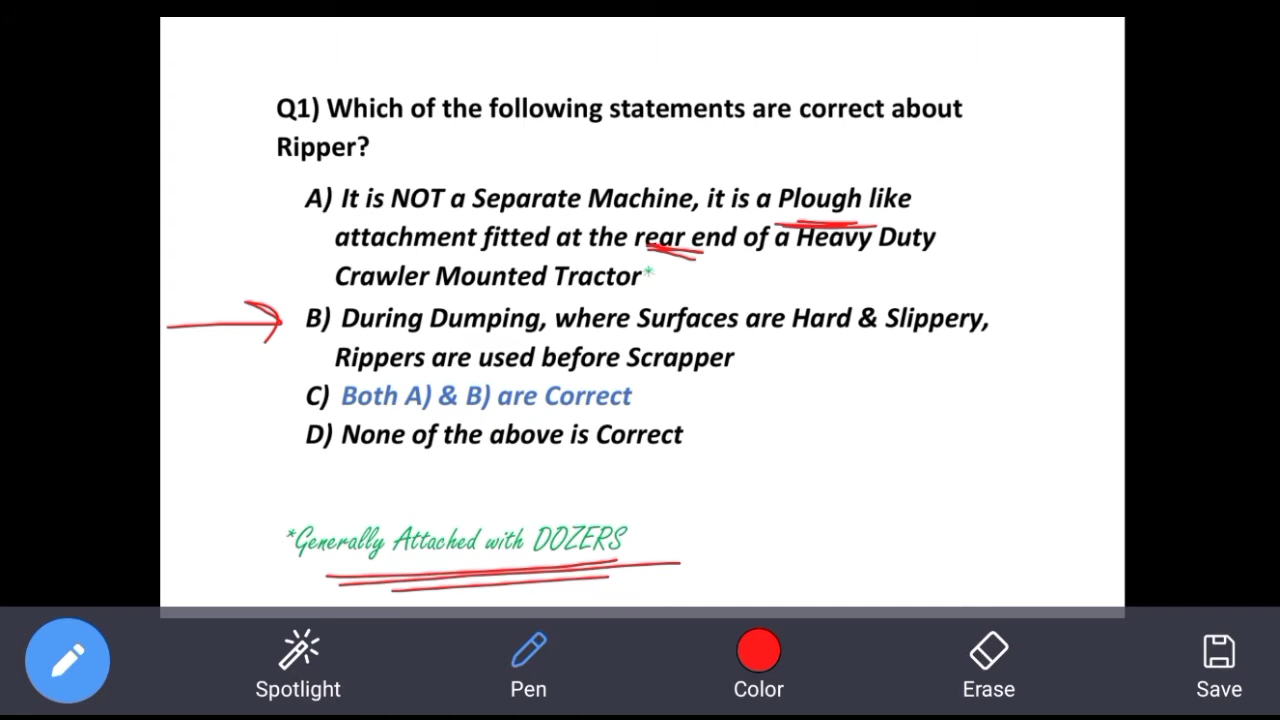 Q1) Which of the following statements are correct about
Ripper?
A) It is NOT a Separate Machine, it is a Plough like
attachment fitted at the rear end of a Heavy Duty
Crawler Mounted Tractor*
B) During Dumping, where Surfaces are Hard & Slippery,
Rippers are used before Scrapper
C) Both A) & B) are Correct
D) None of the above is Correct
*Generally Attached with DOZERS
Spotlight Pen Color Erase Save